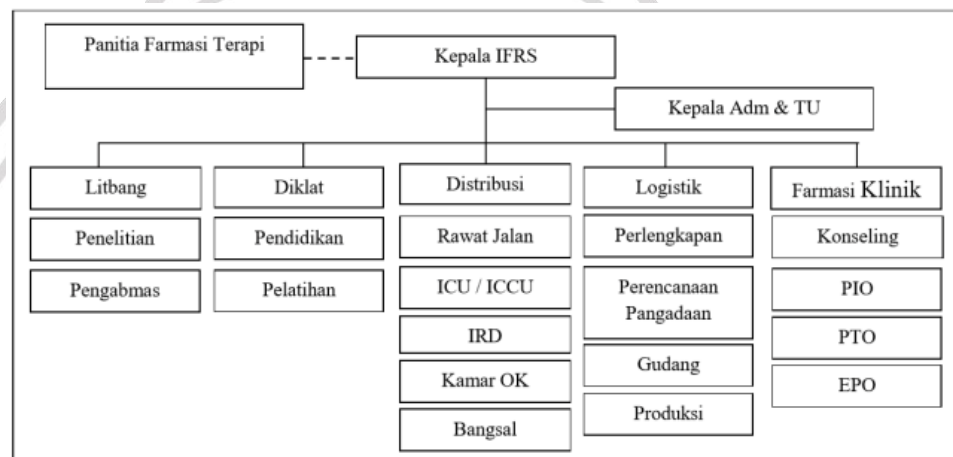 Panitia Farmasi Terapi
Kepala IFRS
Kepala Adm & TU
Litbang
Diklat
Distribusi
Logistik
Farmasi Klinik
Penelitian
Pendidikan
Rawat Jalan
Perlengkapan
Konseling
Pengabmas
Pelatihan
ICU / ICCU
Perencanaan
Pangadaan
PIO
IRD
PTO
Kamar OK
Gudang
EPO
Bangsal
Produksi